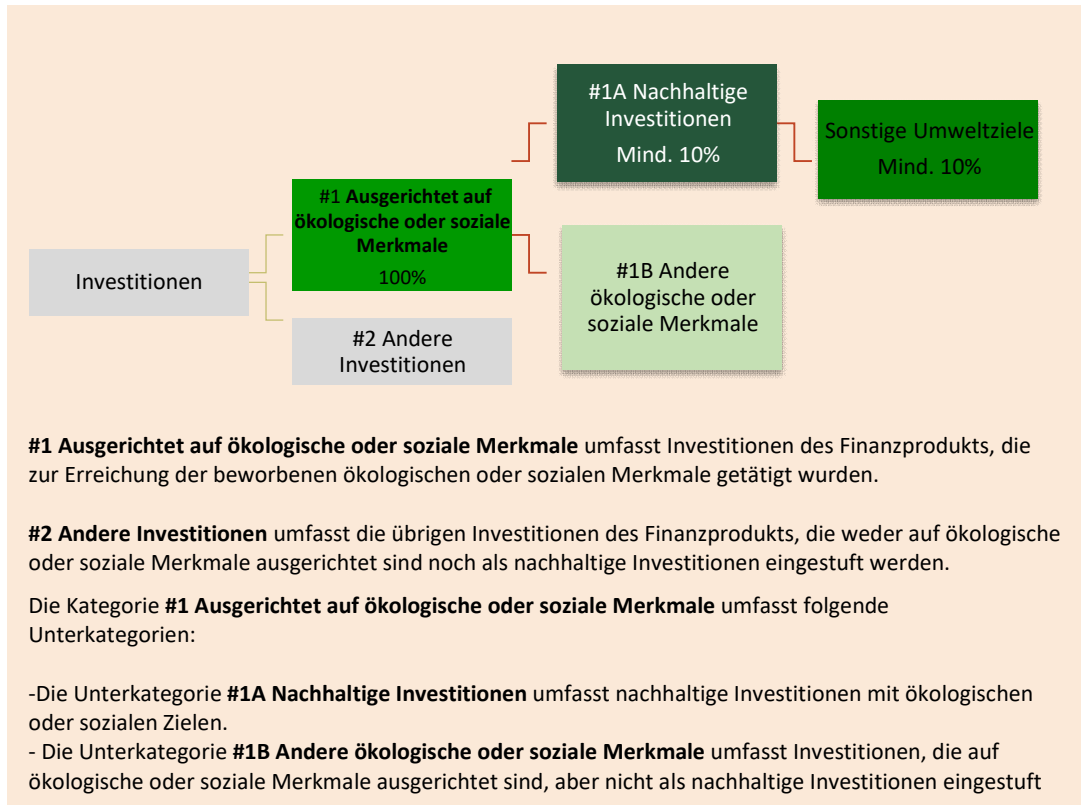 #1A Nachhaltige
Investitionen
Mind. 10%
Sonstige Umweltziele
Mind. 10%
#1 Ausgerichtet auf
ökologische oder soziale
Merkmale
100%
Investitionen
#1B Andere
ökologische oder
soziale Merkmale
#2 Andere
Investitionen
#1 Ausgerichtet auf ökologische oder soziale Merkmale umfasst Investitionen des Finanzprodukts, die
zur Erreichung der beworbenen ökologischen oder sozialen Merkmale getätigt wurden.
#2 Andere Investitionen umfasst die übrigen Investitionen des Finanzprodukts, die weder auf ökologische
oder soziale Merkmale ausgerichtet sind noch als nachhaltige Investitionen eingestuft werden.
Die Kategorie #1 Ausgerichtet auf ökologische oder soziale Merkmale umfasst folgende
Unterkategorien:
-Die Unterkategorie #1A Nachhaltige Investitionen umfasst nachhaltige Investitionen mit ökologischen
oder sozialen Zielen.
- Die Unterkategorie #1B Andere ökologische oder soziale Merkmale umfasst Investitionen, die auf
ökologische oder soziale Merkmale ausgerichtet sind, aber nicht als nachhaltige Investitionen eingestuft